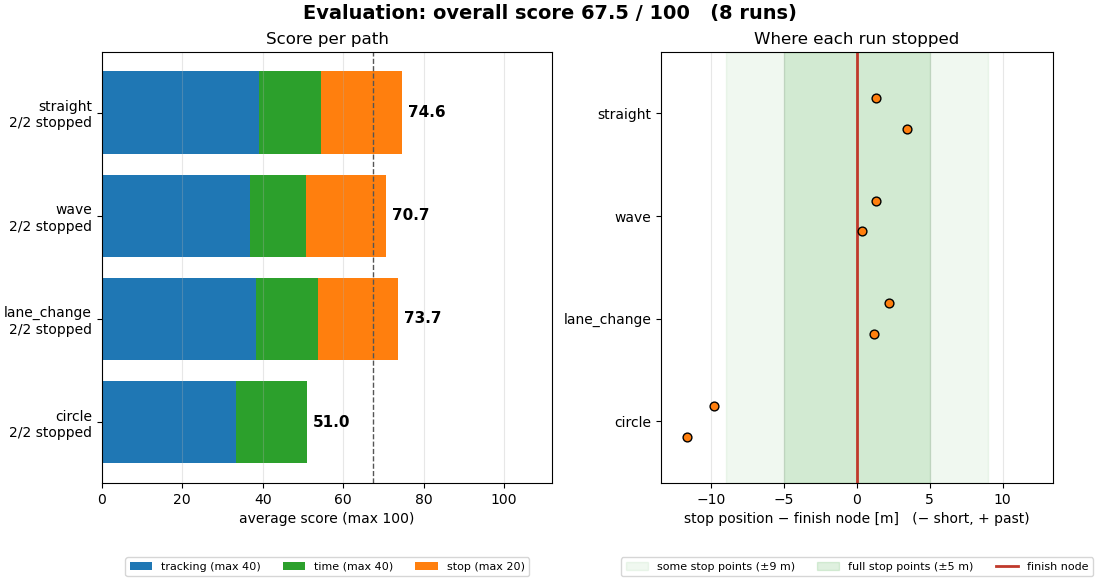 Evaluation: overall score 67.5 / 100   (8 runs)
Score per path
straight
2/2 stopped
74.6
wave
2/2 stopped
70.7
lane_change
2/2 stopped
73.7
circle
2/2 stopped
51.0
0 20 40 60 80 100
average score (max 100)
tracking (max 40) time (max 40) stop (max 20)
Where each run stopped
straight
wave
lane_change
circle
−10 −5 0 5 10
stop position − finish node [m]   (− short, + past)
some stop points (±9 m) full stop points (±5 m) finish node